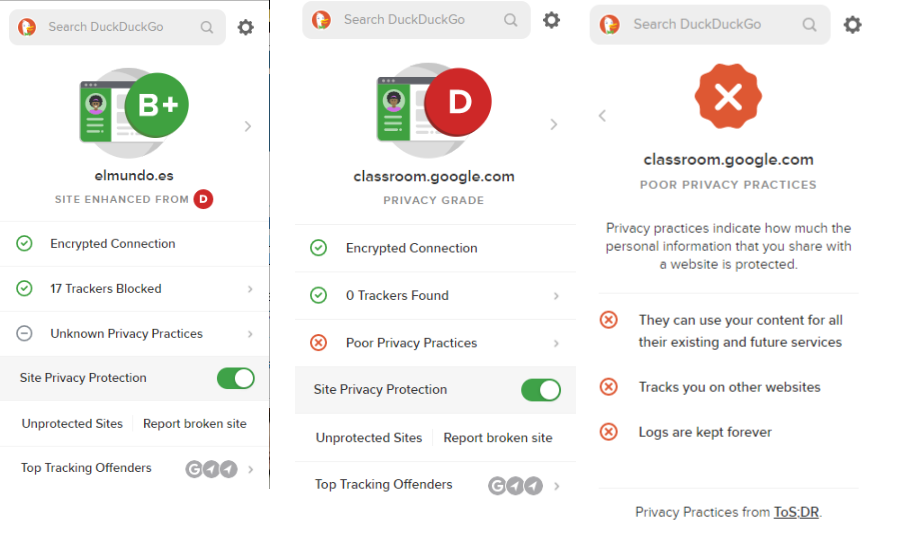 Search DuckDuckGo
B+
elmundo.es
SITE ENHANCED FROM D
Encrypted Connection
17 Trackers Blocked
Unknown Privacy Practices
Site Privacy Protection
Unprotected Sites Report broken site
Top Tracking Offenders G
Search DuckDuckGo
D
classroom.google.com
PRIVACY GRADE
Encrypted Connection
0 Trackers Found
Poor Privacy Practices
Site Privacy Protection
Unprotected Sites Report broken site
Top Tracking Offenders G
Search DuckDuckGo
classroom.google.com
POOR PRIVACY PRACTICES
Privacy practices indicate how much the
personal information that you share with
a website is protected.
They can use your content for all
their existing and future services
Tracks you on other websites
Logs are kept forever
Privacy Practices from ToS;DR.